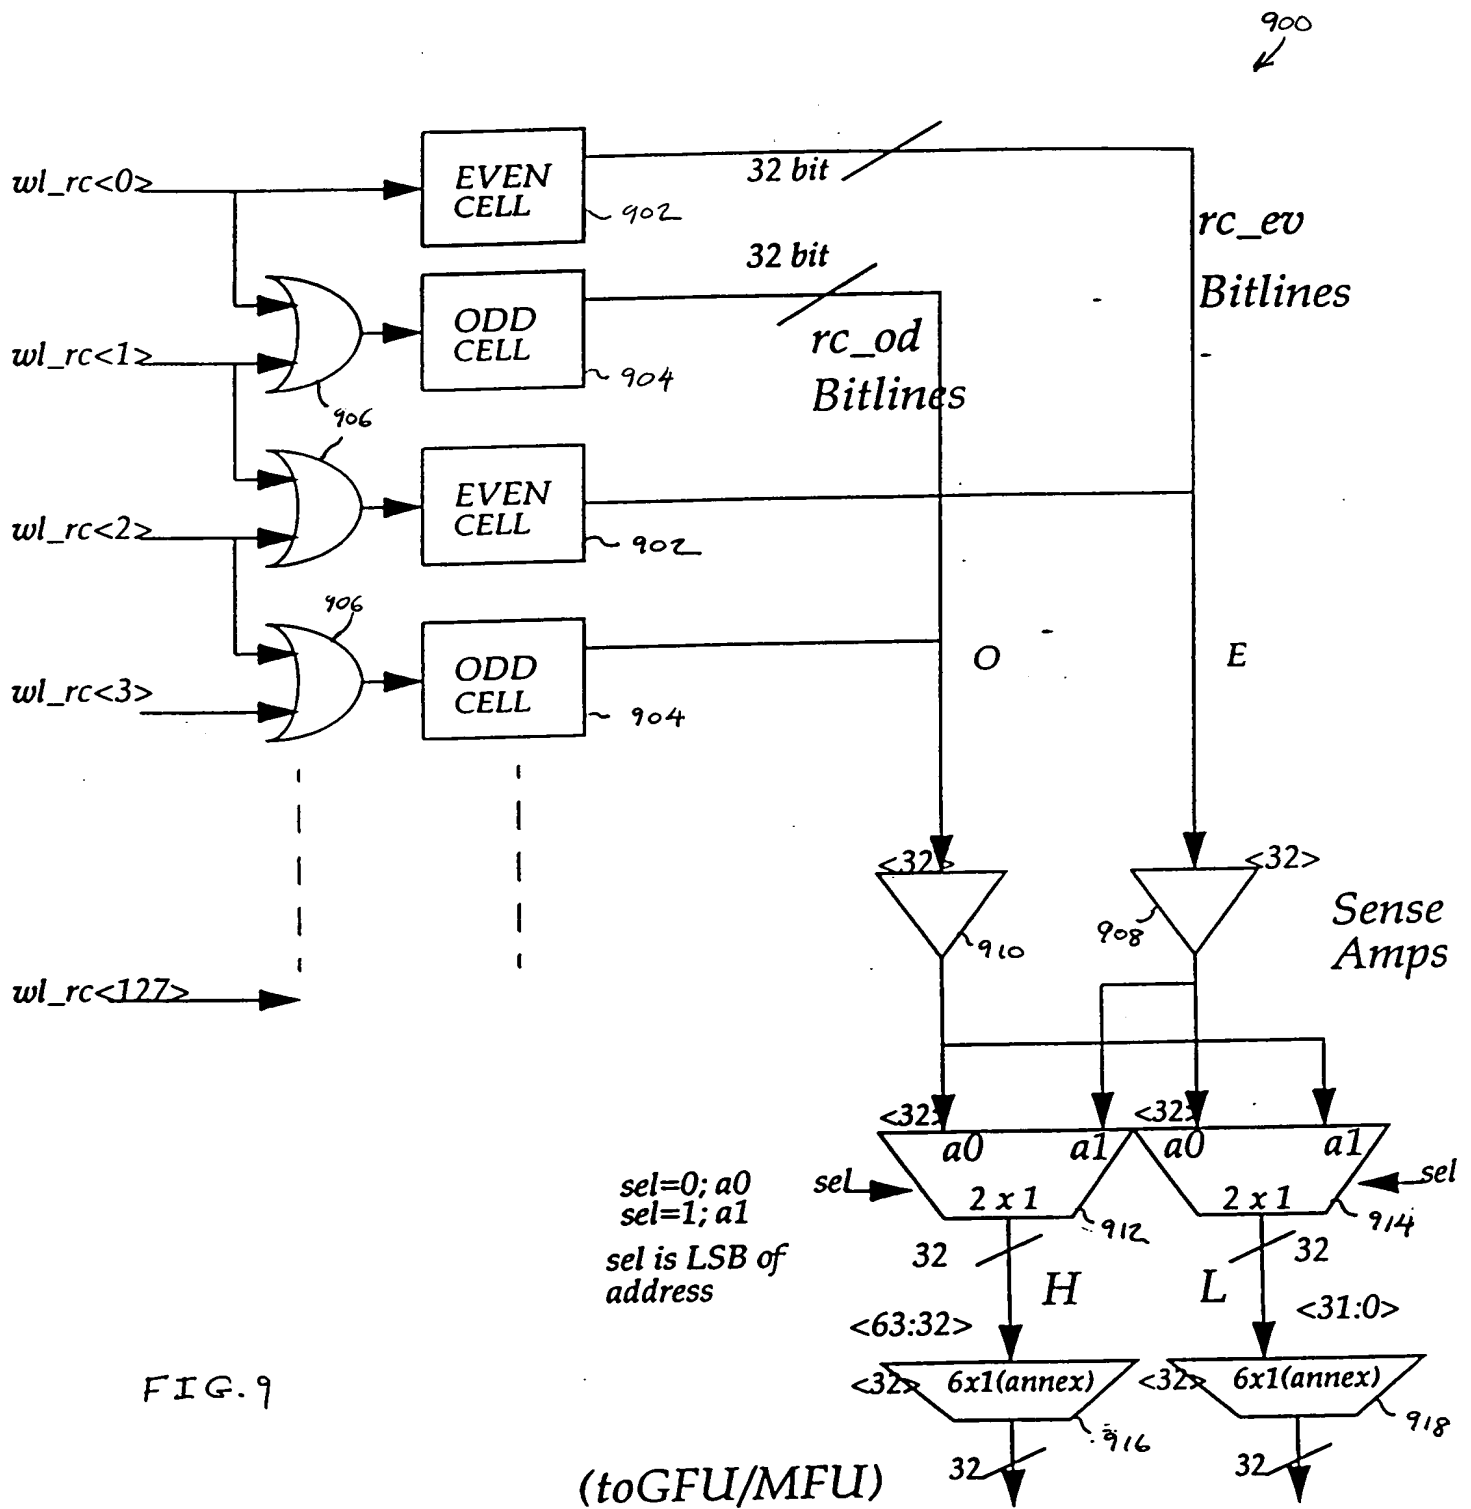 900
wl_rc<0>
EVEN
CELL
902
32 bit
rc_ev
Bitlines
32 bit
ODD
CELL
904
rc_od
Bitlines
wl_rc<1>
906
EVEN
CELL
902
wl_rc<2>
906
ODD
CELL
904
wl_rc<3>
O
E
<32>
<32>
910
908
Sense
Amps
wl_rc<127>
<32>
<32>
a0
a1
a0
a1
sel=0; a0
sel=1; a1
sel
2 x 1
2 x 1
sel
912
914
sel is LSB of
address
32
32
H
L
<63:32>
<31:0>
<32>
6x1(annex)
<32>
6x1(annex)
916
918
32
32
FIG.9
(toGFU/MFU)